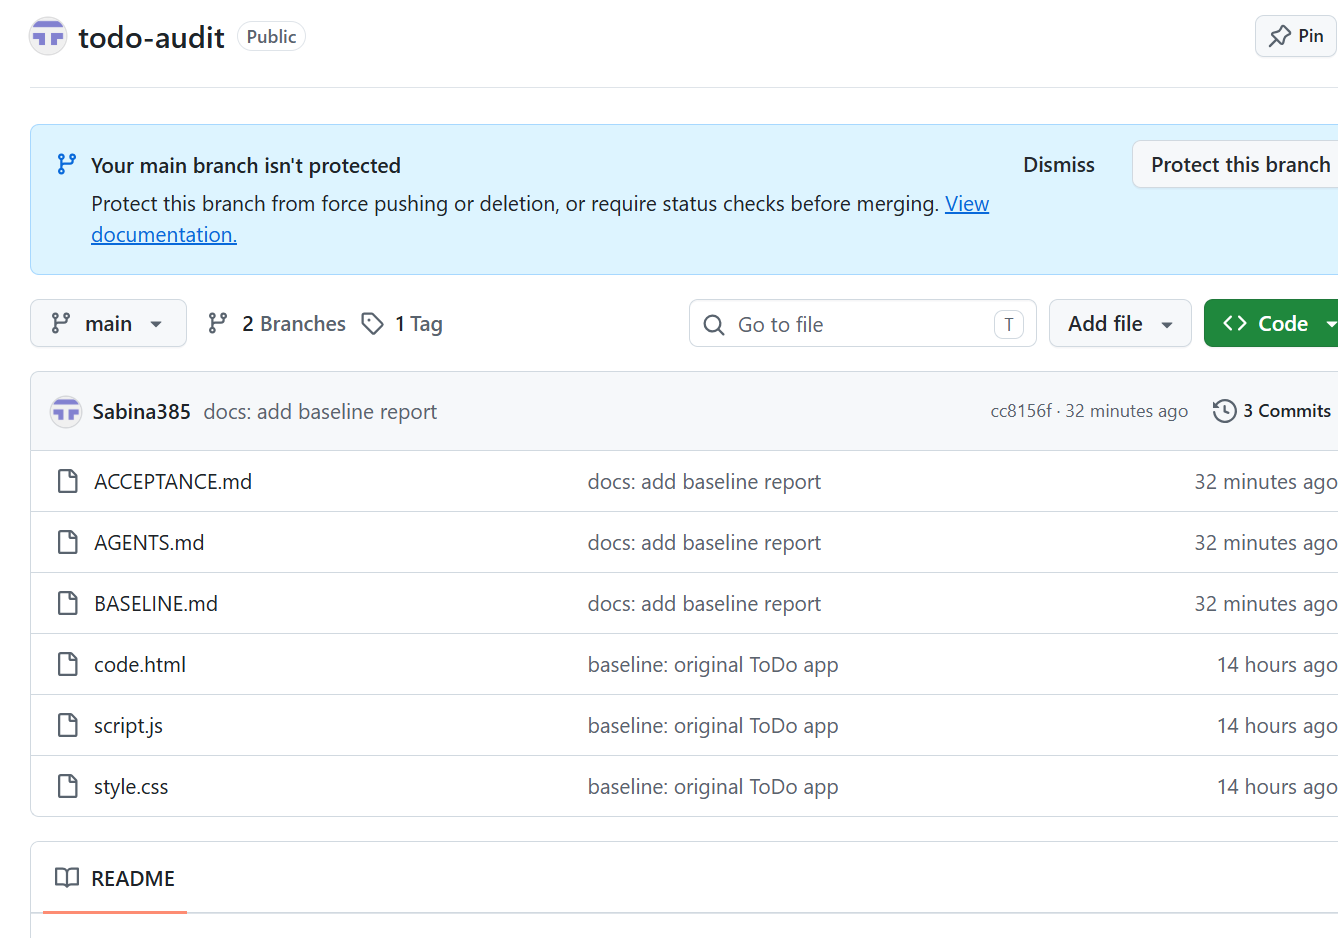 todo-audit Public Pin
Your main branch isn't protected Dismiss Protect this branch
Protect this branch from force pushing or deletion, or require status checks before merging. View
documentation.
main 2 Branches 1 Tag Go to file T Add file Code
Sabina385 docs: add baseline report cc8156f · 32 minutes ago 3 Commits
ACCEPTANCE.md docs: add baseline report 32 minutes ago
AGENTS.md docs: add baseline report 32 minutes ago
BASELINE.md docs: add baseline report 32 minutes ago
code.html baseline: original ToDo app 14 hours ago
script.js baseline: original ToDo app 14 hours ago
style.css baseline: original ToDo app 14 hours ago
README